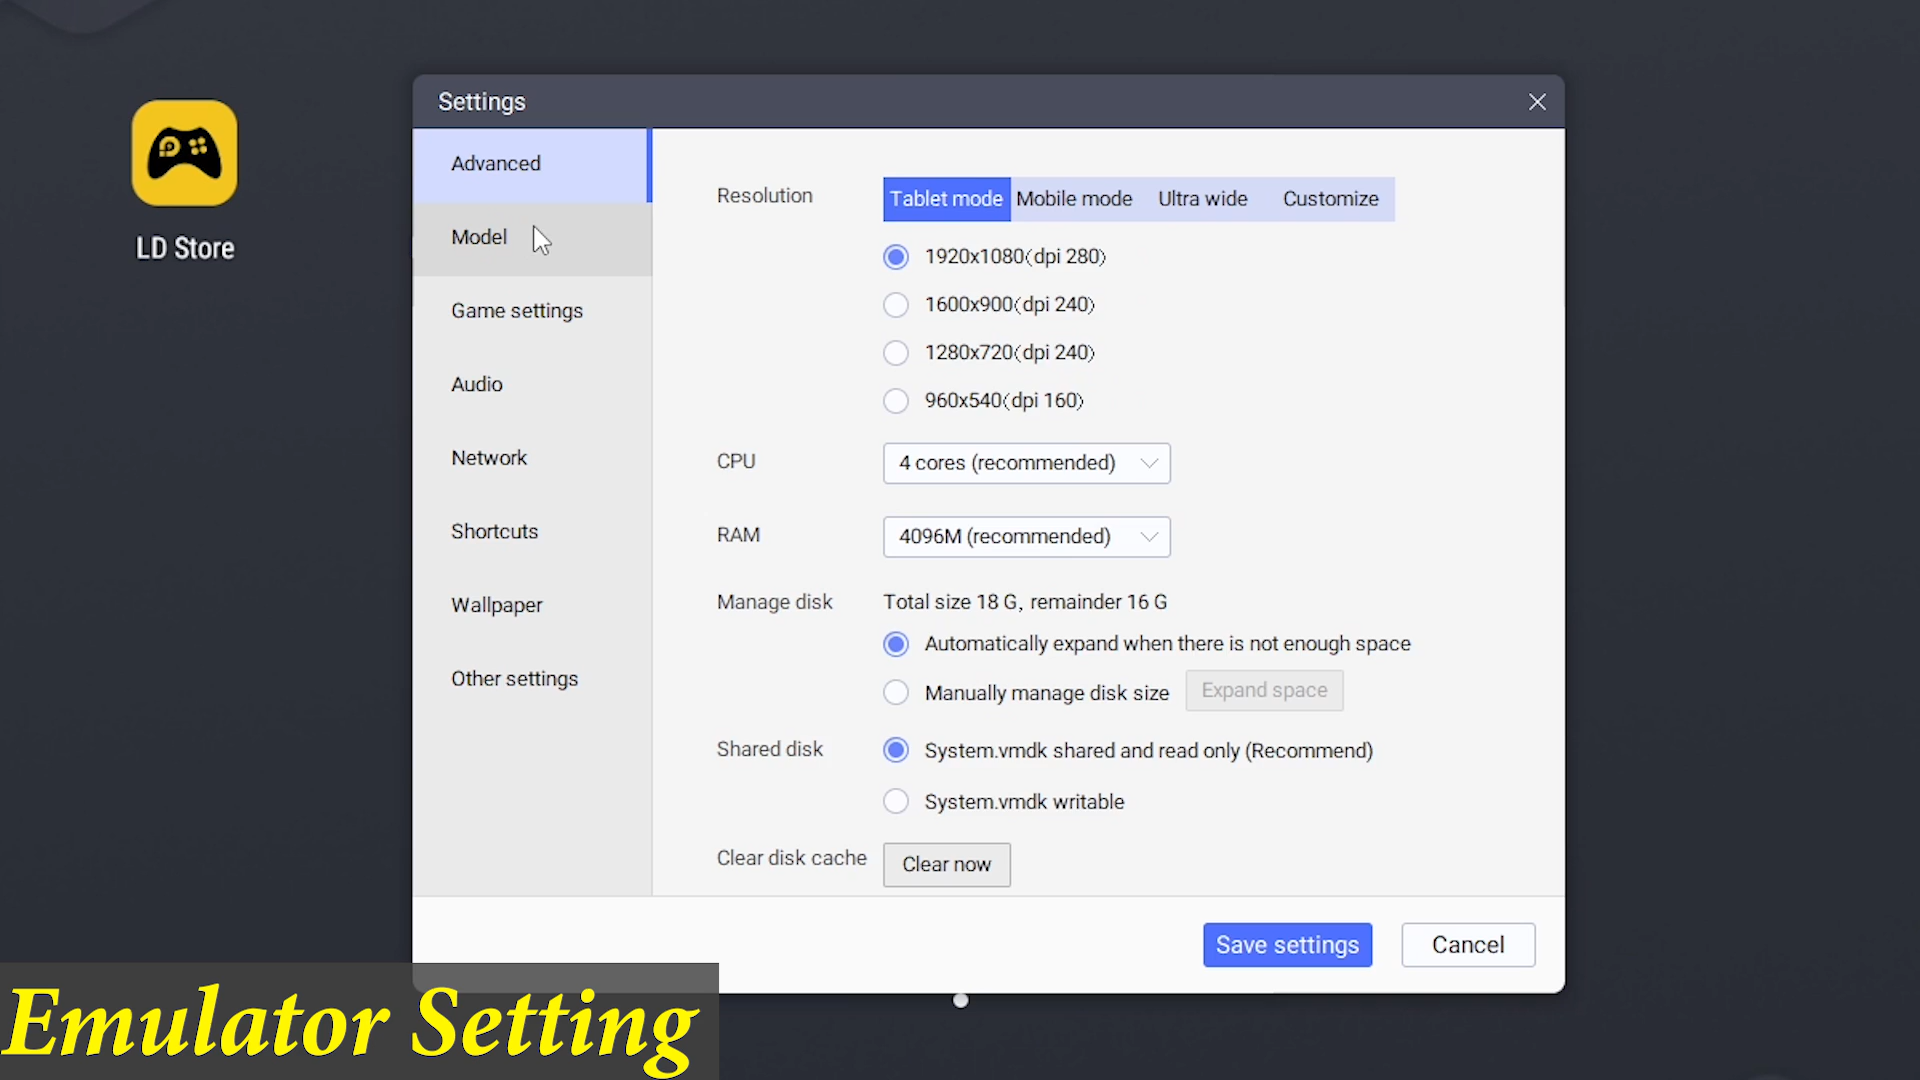 Settings
LD Store
Advanced
Model
Game settings
Audio
Network
Shortcuts
Wallpaper
Other settings
Resolution
Tablet mode Mobile mode Ultra wide Customize
1920x1080(dpi 280)
1600x900(dpi 240)
1280x720(dpi 240)
960x540(dpi 160)
CPU 4 cores (recommended)
RAM 4096M (recommended)
Manage disk Total size 18 G, remainder 16 G
Automatically expand when there is not enough space
Manually manage disk size Expand space
Shared disk System.vmdk shared and read only (Recommend)
System.vmdk writable
Clear disk cache Clear now
Save settings Cancel
Emulator Setting